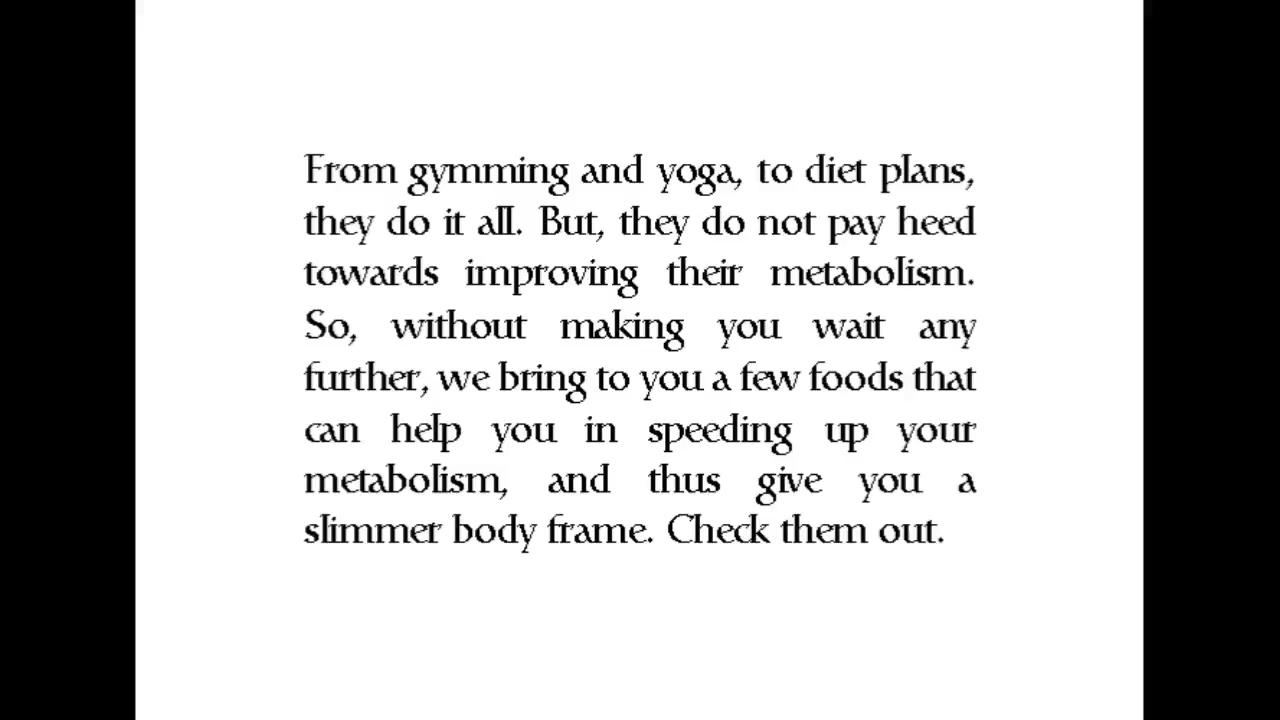 From gymming and yoga, to diet plans,
they do it all. But, they do not pay heed
towards improving their metabolism.
So, without making you wait any
further, we bring to you a few foods that
can help you in speeding up your
metabolism, and thus give you a
slimmer body frame. Check them out.